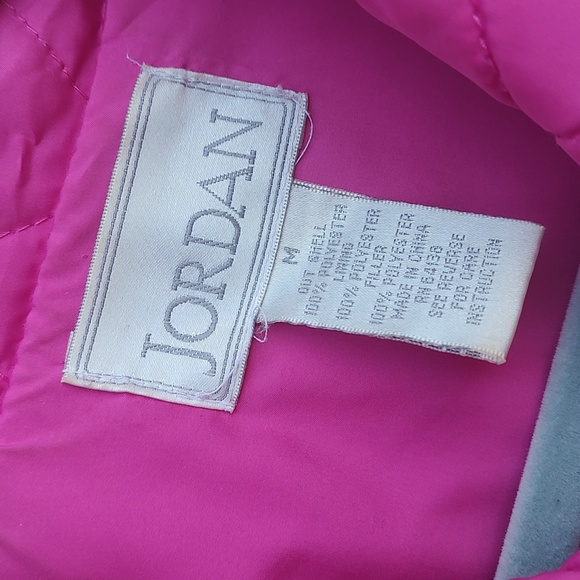 JORDAN
M
OUT SHELL
100% POLYESTER
LINING
100% POLYESTER
FILLER
100% POLYESTER
MADE IN CHINA
RN 64136
SEE REVERSE
FOR CARE
INSTRUCTION